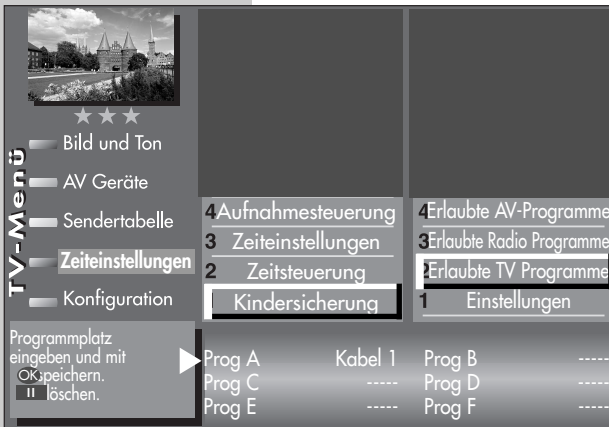 TV-Menü
Bild und Ton
AV Geräte
Sendertabelle
Zeiteinstellungen
Konfiguration
4 Aufnahmesteuerung
3 Zeiteinstellungen
2 Zeitsteuerung
Kindersicherung
4 Erlaubte AV-Programme
3 Erlaubte Radio Programme
2 Erlaubte TV Programme
1 Einstellungen
Programmplatz
eingeben und mit
OK speichern.
II löschen.
Prog A Kabel 1 Prog B -----
Prog C ----- Prog D -----
Prog E ----- Prog F -----